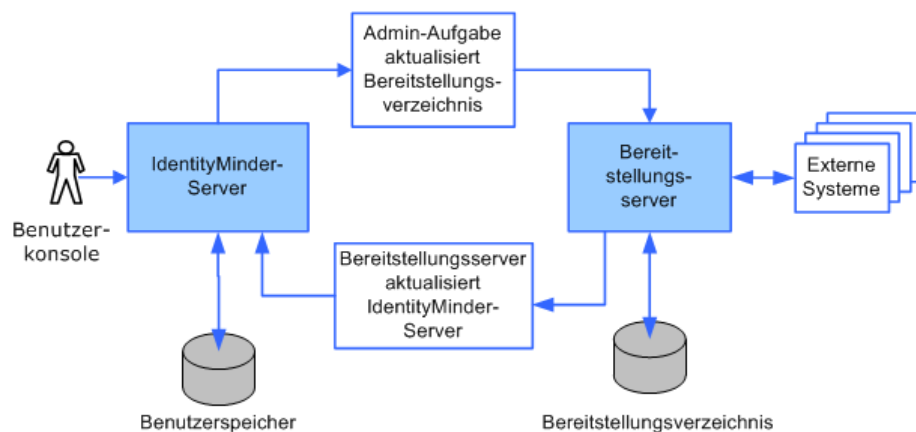 Admin-Aufgabe
aktualisiert
Bereitstellungs-
verzeichnis
IdentityMinder-
Server
Bereit-
stellungs-
server
Externe
Systeme
Benutzer-
konsole
Bereitstellungsserver
aktualisiert
IdentityMinder-
Server
Benutzerspeicher
Bereitstellungsverzeichnis